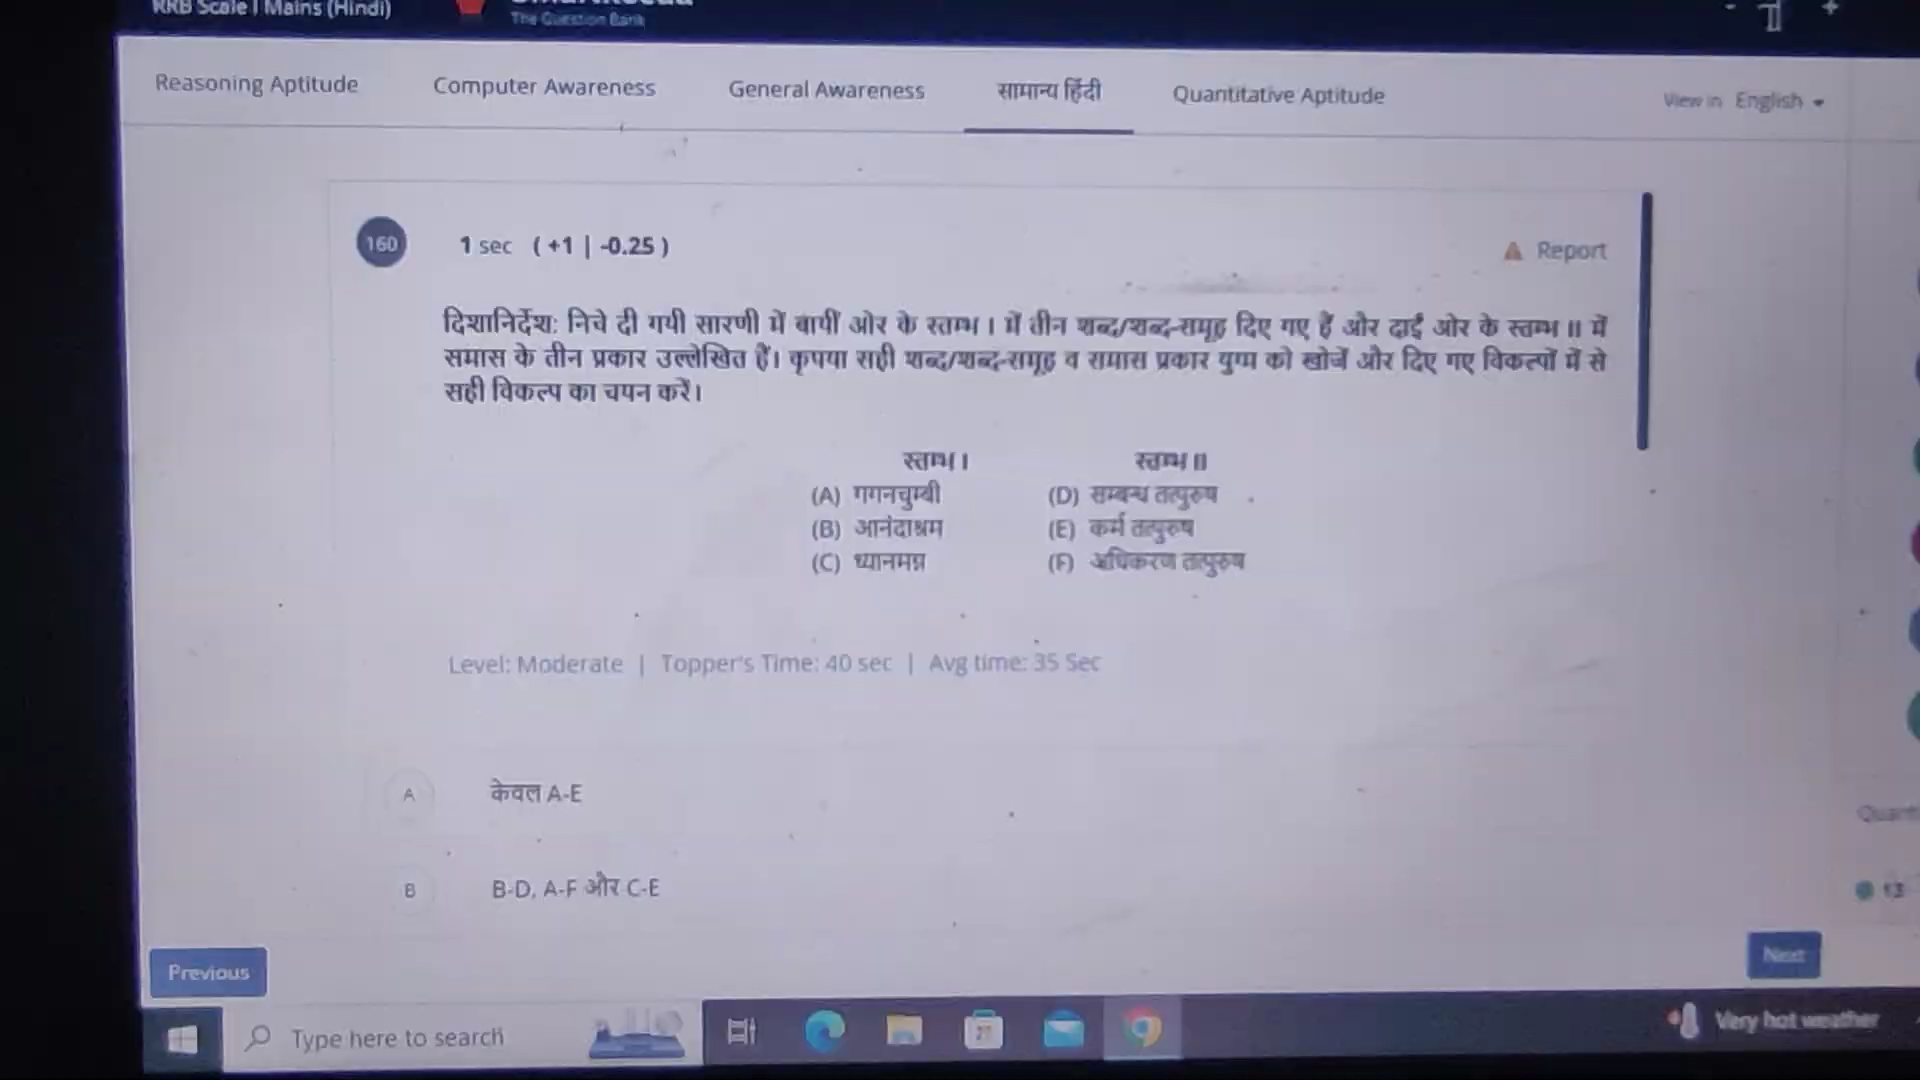 RRB Scale I Mains (Hindi)
The Question Bank
Reasoning Aptitude
Computer Awareness
General Awareness
सामान्य हिंदी
Quantitative Aptitude
View in English
160
1 sec ( +1 | -0.25 )
Report
दिशानिर्देश: निचे दी गयी सारणी में बायीं ओर के स्तम्भ I में तीन शब्द/शब्द-समूह दिए गए हैं और दाईं ओर के स्तम्भ II में
समास के तीन प्रकार उल्लेखित हैं। कृपया सही शब्द/शब्द-समूह व समास प्रकार युग्म को खोजें और दिए गए विकल्पों में से
सही विकल्प का चयन करें।
स्तम्भ I स्तम्भ II
(A) गगनचुम्बी (D) सम्बन्ध तत्पुरुष
(B) आनंदाश्रम (E) कर्म तत्पुरुष
(C) ध्यानमग्न (F) अधिकरण तत्पुरुष
Level: Moderate | Topper's Time: 40 sec | Avg time: 35 Sec
A केवल A-E
B B-D, A-F और C-E
13
Previous
Next
Type here to search
27
Very hot weather